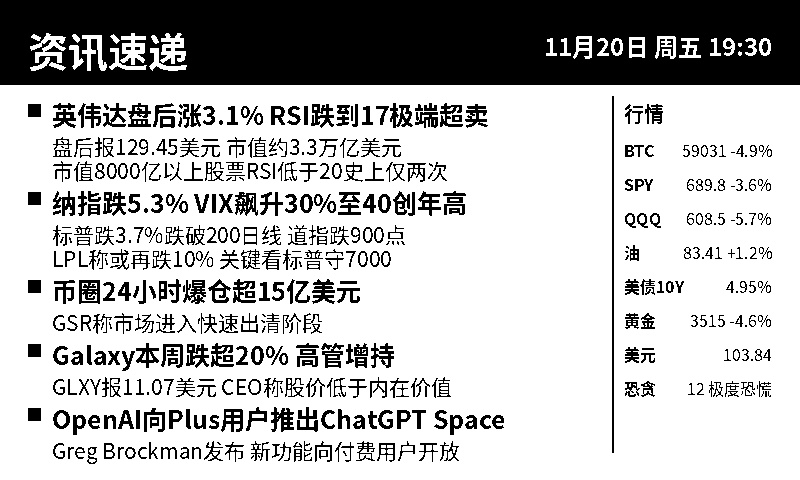 资讯速递
11月20日 周五 19:30
英伟达盘后涨3.1% RSI跌到17极端超卖
盘后报129.45美元 市值约3.3万亿美元
市值8000亿以上股票RSI低于20史上仅两次
纳指跌5.3% VIX飙升30%至40创年高
标普跌3.7%跌破200日线 道指跌900点
LPL称或再跌10% 关键看标普守7000
币圈24小时爆仓超15亿美元
GSR称市场进入快速出清阶段
Galaxy本周跌超20% 高管增持
GLXY报11.07美元 CEO称股价低于内在价值
OpenAI向Plus用户推出ChatGPT Space
Greg Brockman发布 新功能向付费用户开放
行情
BTC 59031 -4.9%
SPY 689.8 -3.6%
QQQ 608.5 -5.7%
油 83.41 +1.2%
美债10Y 4.95%
黄金 3515 -4.6%
美元 103.84
恐贪 12 极度恐慌